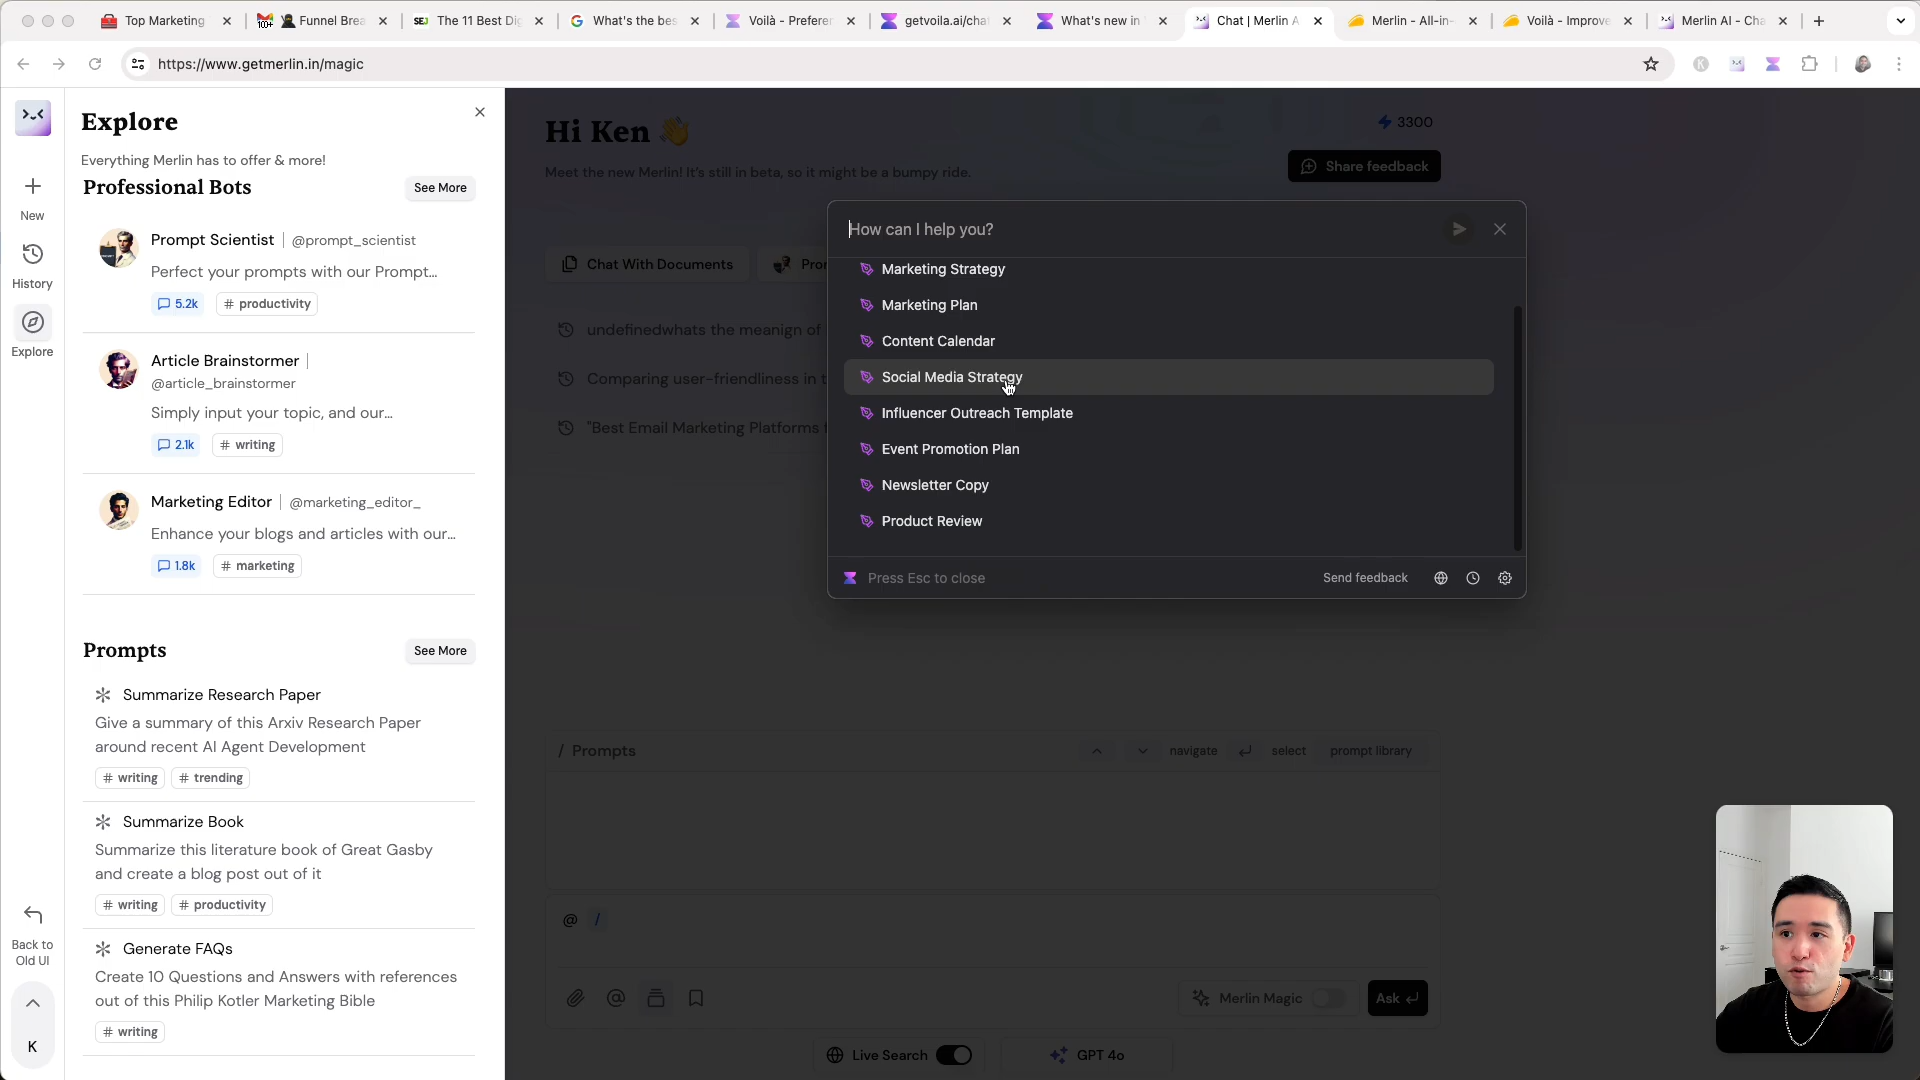 Top Marketing
100+
Funnel Brea
SEJ
The 11 Best Dig
What's the bes
Voilà - Preferen
getvoila.ai/chat
What's new in
Chat | Merlin A
Merlin - All-in-
Voilà - Improve
Merlin AI - Cha
https://www.getmerlin.in/magic
K
New
History
Explore
Back to
Old UI
K
Explore
Everything Merlin has to offer & more!
Professional Bots
See More
Prompt Scientist | @prompt_scientist
Perfect your prompts with our Prompt...
5.2k
# productivity
Article Brainstormer |
@article_brainstormer
Simply input your topic, and our...
2.1k
# writing
Marketing Editor | @marketing_editor_
Enhance your blogs and articles with our...
1.8k
# marketing
Prompts
See More
Summarize Research Paper
Give a summary of this Arxiv Research Paper
around recent AI Agent Development
# writing
# trending
Summarize Book
Summarize this literature book of Great Gasby
and create a blog post out of it
# writing
# productivity
Generate FAQs
Create 10 Questions and Answers with references
out of this Philip Kotler Marketing Bible
# writing
Hi Ken
3300
Meet the new Merlin! It's still in beta, so it might be a bumpy ride.
Share feedback
Chat With Documents
Pro
undefinedwhats the meanign of
Comparing user-friendliness in t
"Best Email Marketing Platforms f
How can I help you?
Marketing Strategy
Marketing Plan
Content Calendar
Social Media Strategy
Influencer Outreach Template
Event Promotion Plan
Newsletter Copy
Product Review
Press Esc to close
Send feedback
/ Prompts
navigate
select
prompt library
@ /
Merlin Magic
Ask
Live Search
GPT 4o